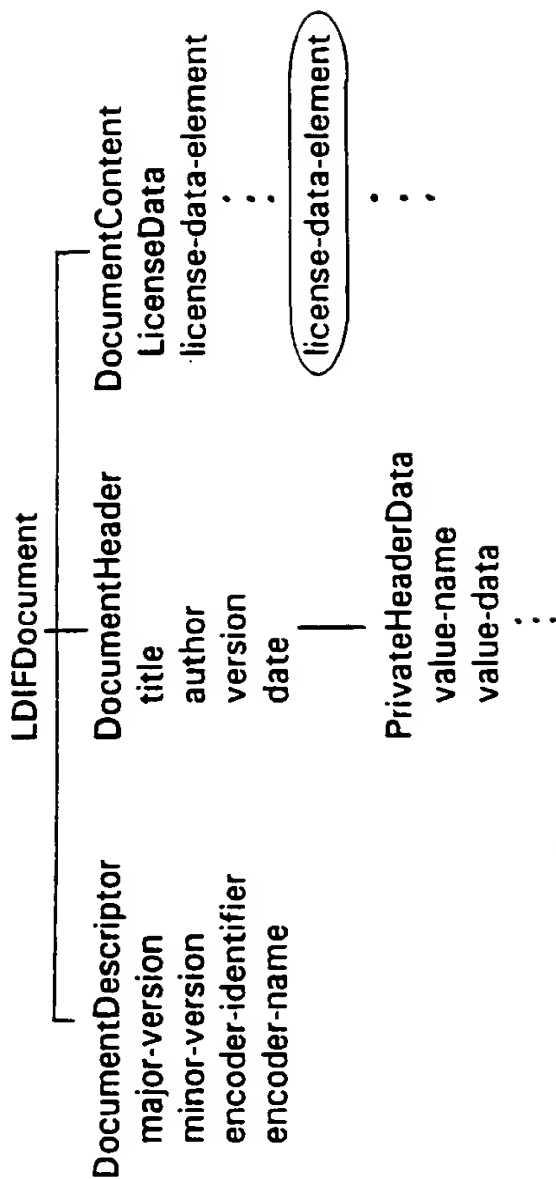 LDIFDocument
DocumentDescriptor
major-version
minor-version
encoder-identifier
encoder-name
DocumentHeader
title
author
version
date
PrivateHeaderData
value-name
value-data
DocumentContent
LicenseData
license-data-element
license-data-element